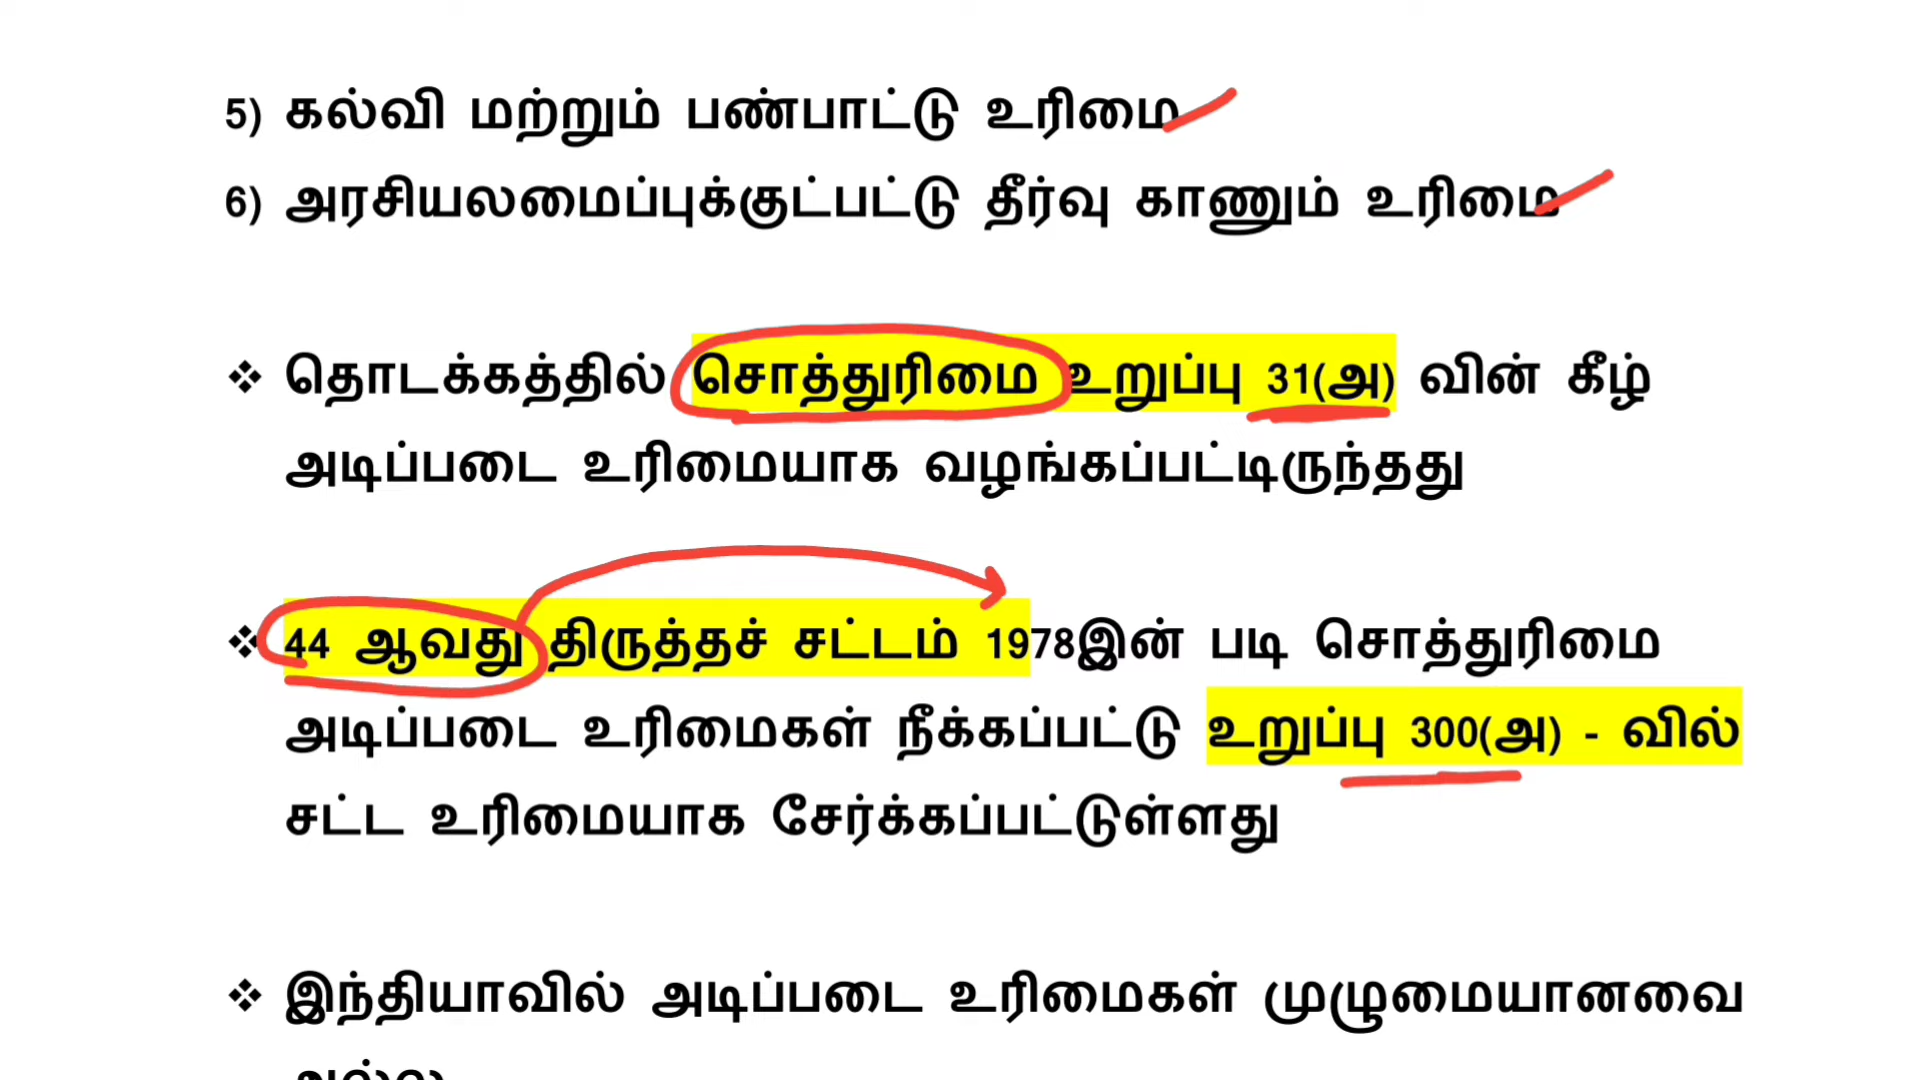 5) கல்வி மற்றும் பண்பாட்டு உரிமை
6) அரசியலமைப்புக்குட்பட்டு தீர்வு காணும் உரிமை
❖ தொடக்கத்தில் சொத்துரிமை உறுப்பு 31(அ) வின் கீழ்
அடிப்படை உரிமையாக வழங்கப்பட்டிருந்தது
❖ 44 ஆவது திருத்தச் சட்டம் 1978இன் படி சொத்துரிமை
அடிப்படை உரிமைகள் நீக்கப்பட்டு உறுப்பு 300(அ) - வில்
சட்ட உரிமையாக சேர்க்கப்பட்டுள்ளது
❖ இந்தியாவில் அடிப்படை உரிமைகள் முழுமையானவை
அல்ல